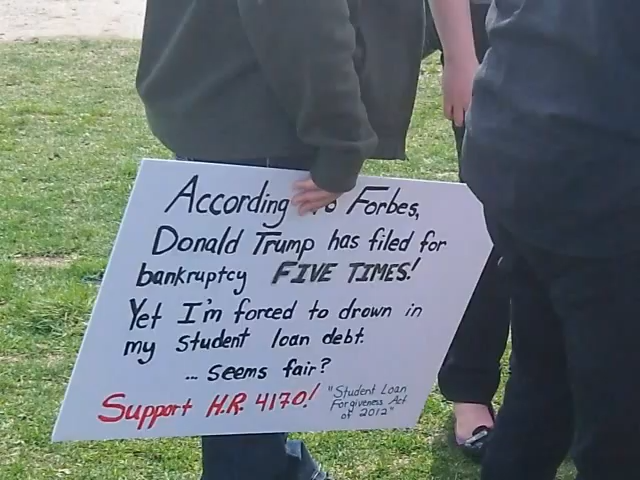 According to Forbes,
Donald Trump has filed for
bankruptcy FIVE TIMES!
Yet I'm forced to drown in
my student loan debt.
... seems fair?
Support H.R. 4170!
"Student Loan
Forgiveness Act
of 2012"